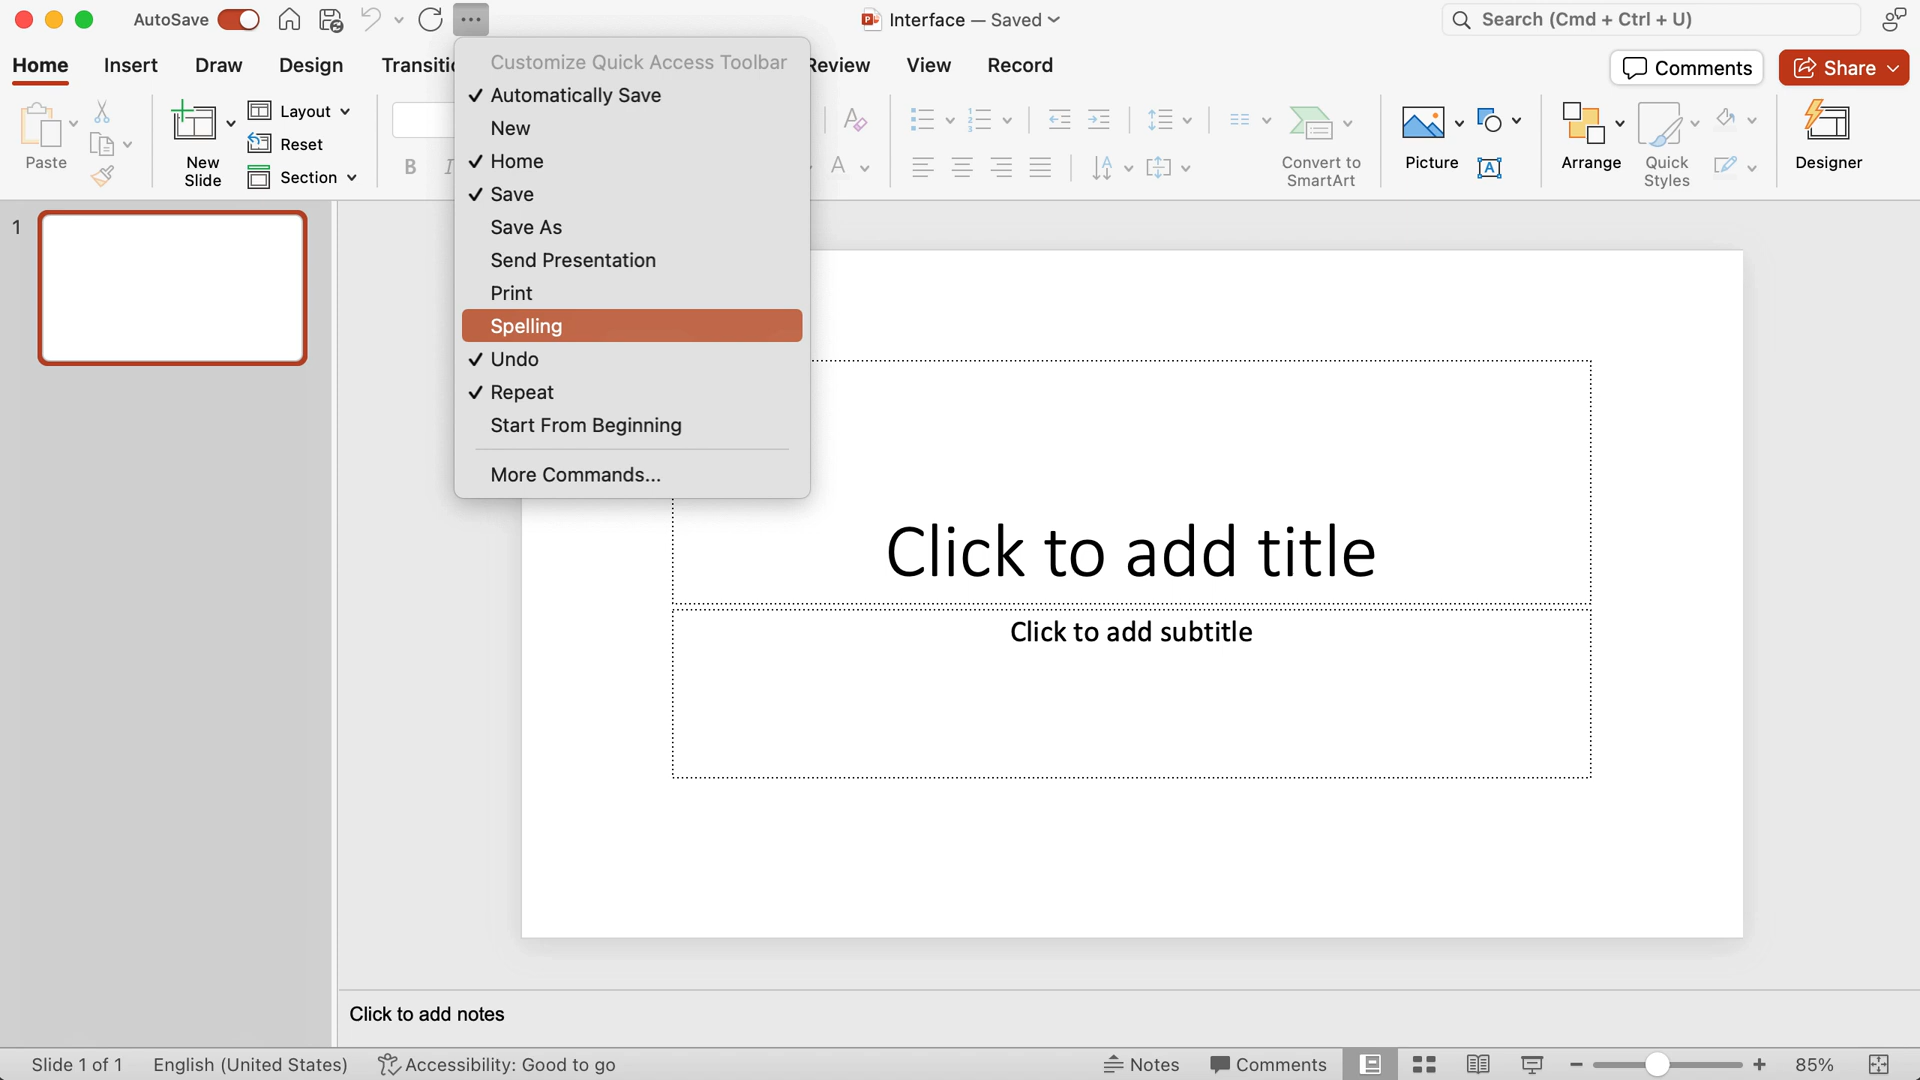 AutoSave
Interface — Saved
Search (Cmd + Ctrl + U)
Home
Insert
Draw
Design
Transitio
Review
View
Record
Comments
Share
Customize Quick Access Toolbar
✓ Automatically Save
New
✓ Home
✓ Save
Save As
Send Presentation
Print
Spelling
✓ Undo
✓ Repeat
Start From Beginning
More Commands...
Paste
New
Slide
Layout
Reset
Section
B
I
A
Convert to
SmartArt
Picture
A
Arrange
Quick
Styles
Designer
1
Click to add title
Click to add subtitle
Click to add notes
Slide 1 of 1
English (United States)
Accessibility: Good to go
Notes
Comments
85%